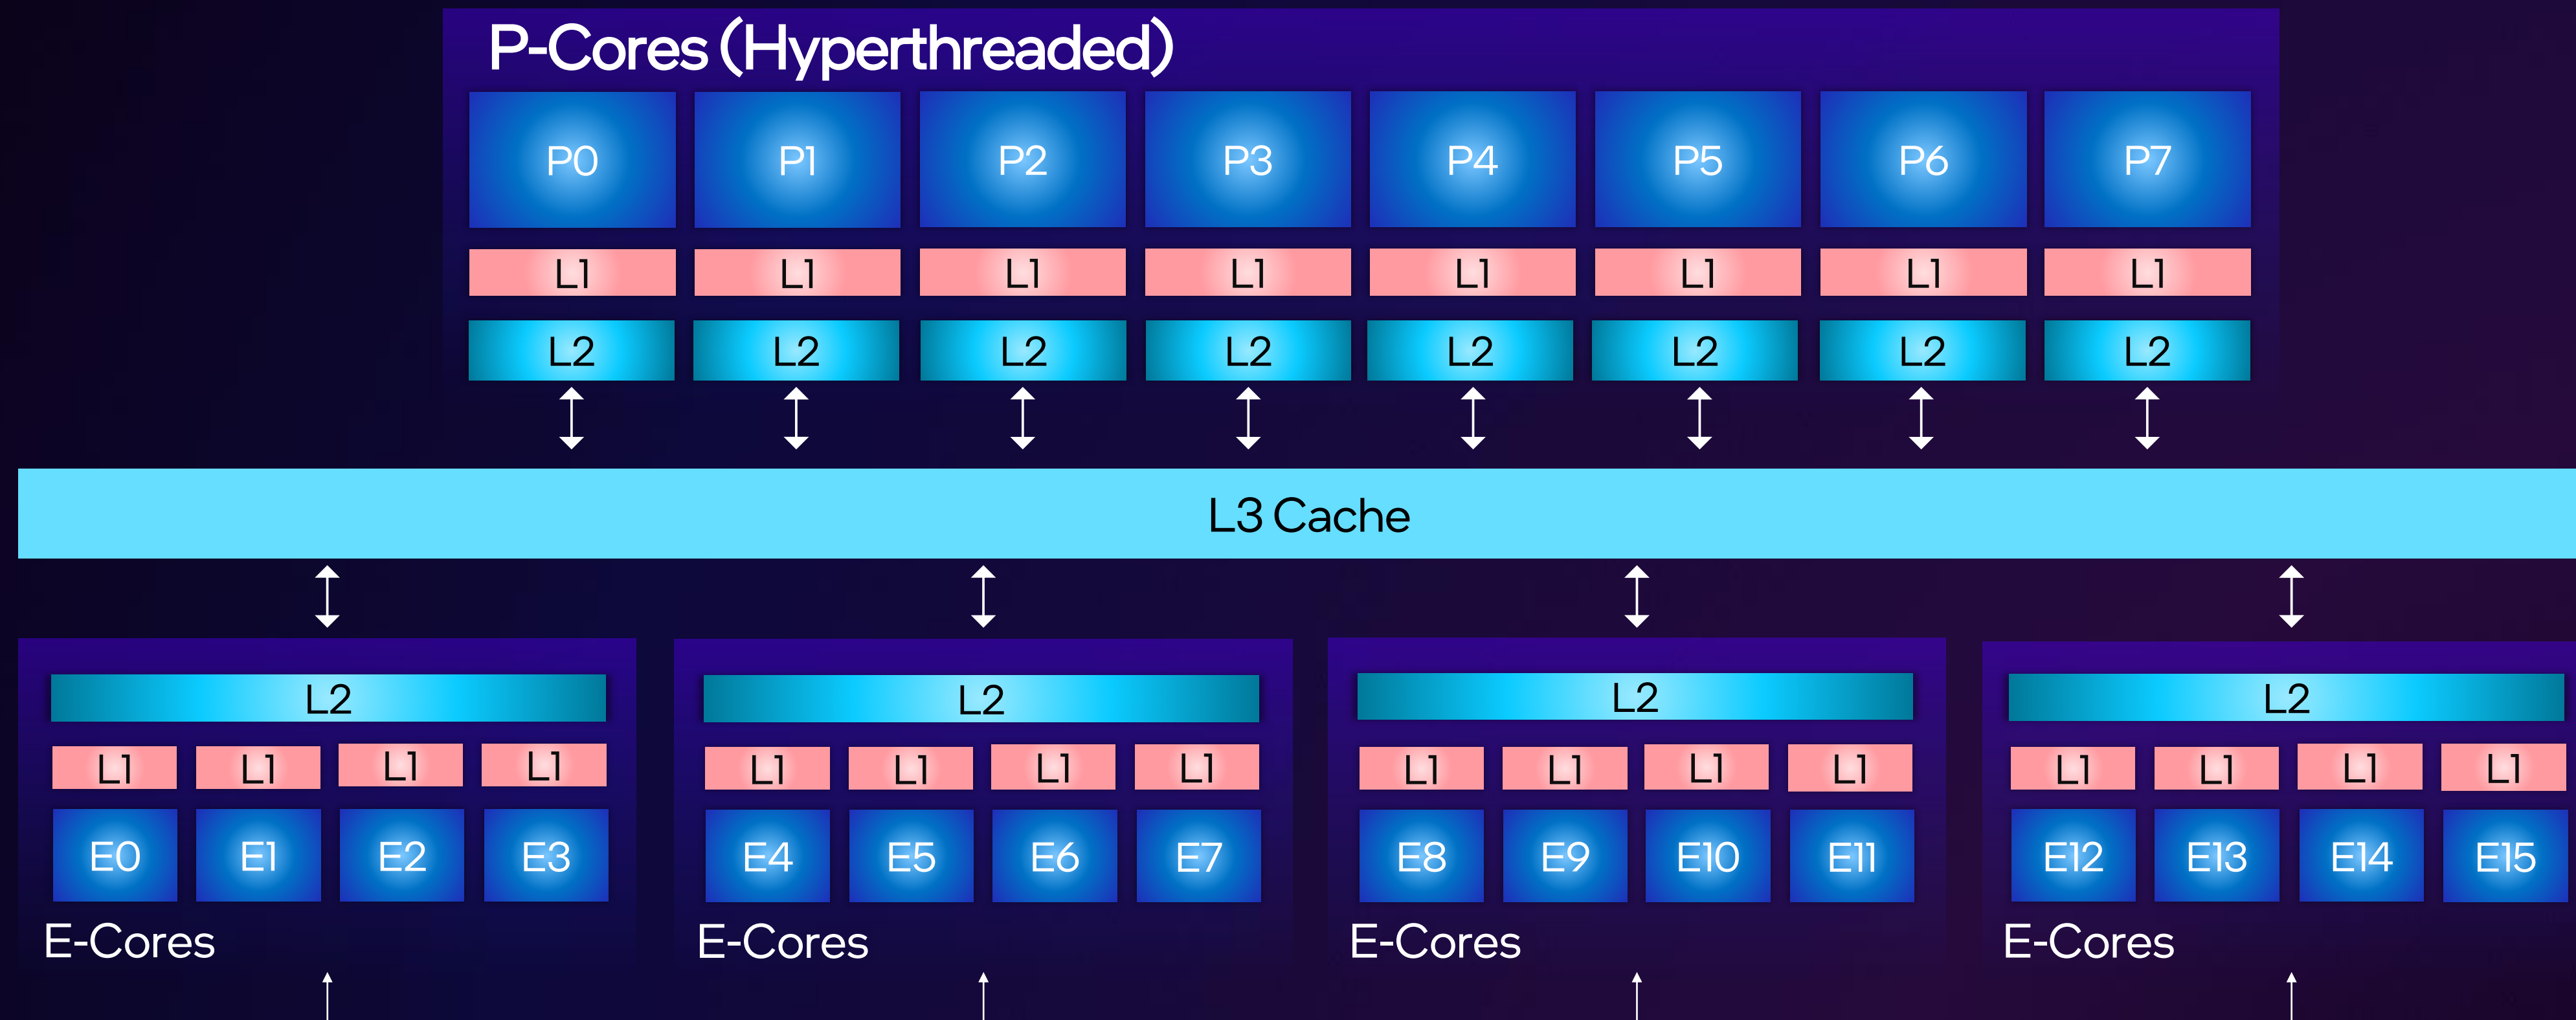 P-Cores (Hyperthreaded)
P0 P1 P2 P3 P4 P5 P6 P7
L1 L1 L1 L1 L1 L1 L1 L1
L2 L2 L2 L2 L2 L2 L2 L2
L3 Cache
L2 L2 L2 L2
L1 L1 L1 L1 L1 L1 L1 L1 L1 L1 L1 L1 L1 L1 L1 L1
E0 E1 E2 E3 E4 E5 E6 E7 E8 E9 E10 E11 E12 E13 E14 E15
E-Cores E-Cores E-Cores E-Cores